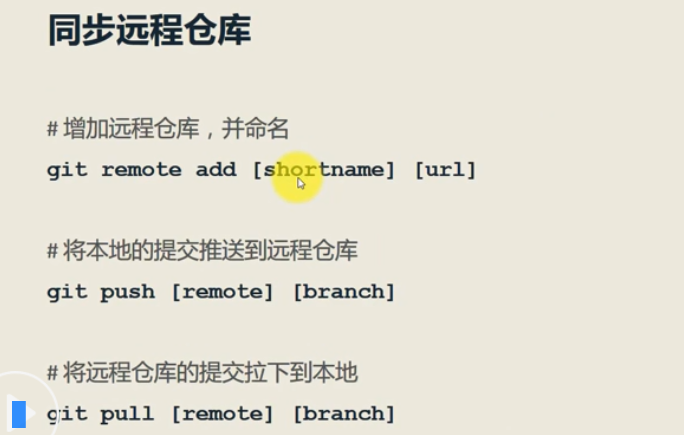 同步远程仓库
# 增加远程仓库，并命名
git remote add [shortname] [url]
# 将本地的提交推送到远程仓库
git push [remote] [branch]
# 将远程仓库的提交拉下到本地
git pull [remote] [branch]